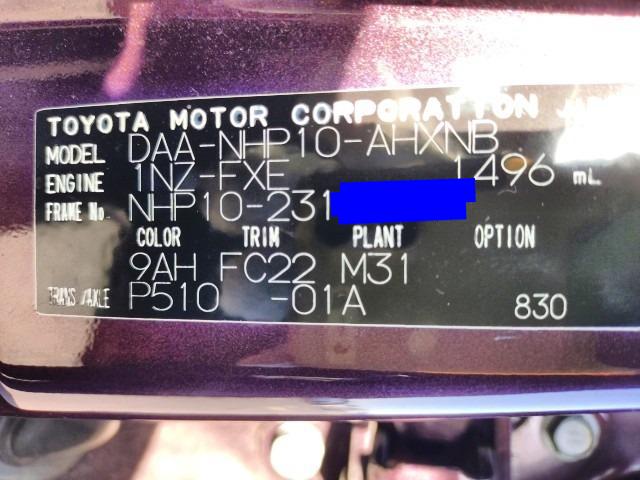 TOYOTA MOTOR CORPORATION
MODEL DAA-NHP10-AHXNB
ENGINE 1NZ-FXE 1496 mL
FRAME No NHP10-231
COLOR TRIM PLANT OPTION
9AH FC22 M31
TRANS/AXLE P510 -01A 830